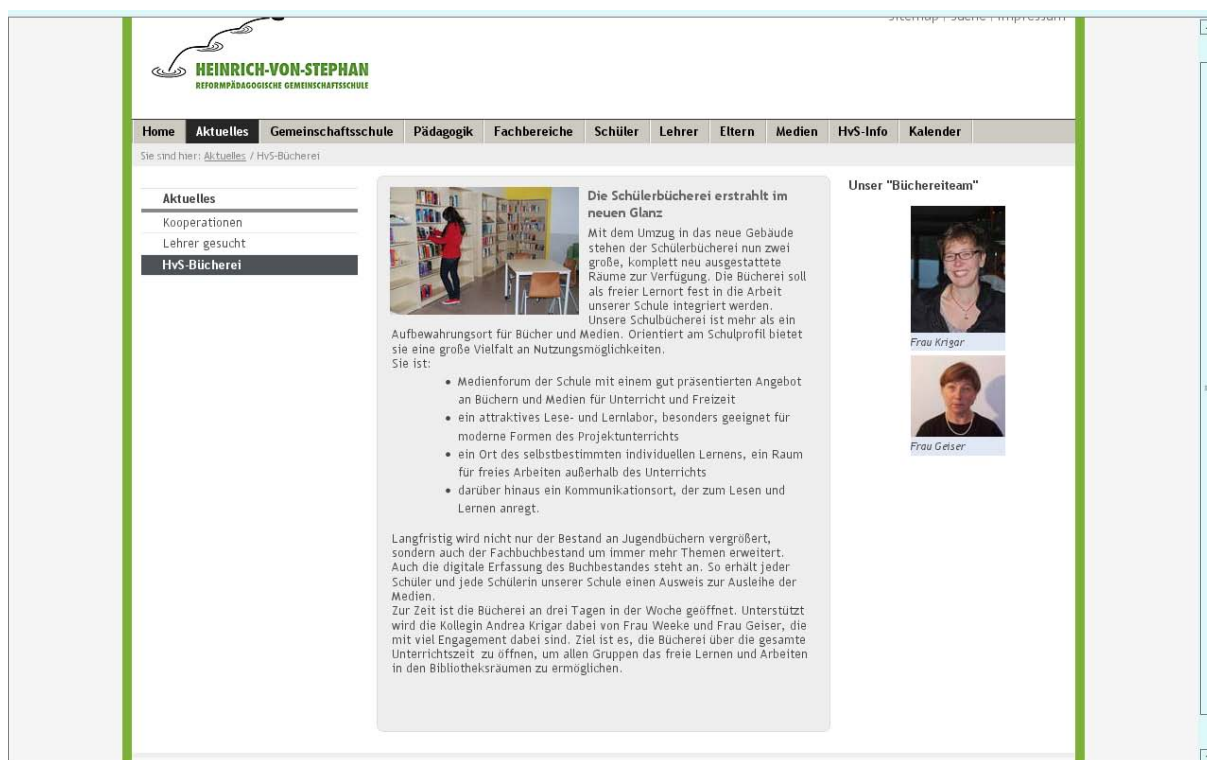 Sitemap | Suche | Impressum
HEINRICH-VON-STEPHAN
REFORMPÄDAGOGISCHE GEMEINSCHAFTSSCHULE
Home Aktuelles Gemeinschaftsschule Pädagogik Fachbereiche Schüler Lehrer Eltern Medien HvS-Info Kalender
Sie sind hier: Aktuelles / HvS-Bücherei
Aktuelles
Kooperationen
Lehrer gesucht
HvS-Bücherei
Die Schülerbücherei erstrahlt im
neuen Glanz
Mit dem Umzug in das neue Gebäude
stehen der Schülerbücherei nun zwei
große, komplett neu ausgestattete
Räume zur Verfügung. Die Bücherei soll
als freier Lernort fest in die Arbeit
unserer Schule integriert werden.
Unsere Schulbücherei ist mehr als ein
Aufbewahrungsort für Bücher und Medien. Orientiert am Schulprofil bietet
sie eine große Vielfalt an Nutzungsmöglichkeiten.
Sie ist:
• Medienforum der Schule mit einem gut präsentierten Angebot
an Büchern und Medien für Unterricht und Freizeit
• ein attraktives Lese- und Lernlabor, besonders geeignet für
moderne Formen des Projektunterrichts
• ein Ort des selbstbestimmten individuellen Lernens, ein Raum
für freies Arbeiten außerhalb des Unterrichts
• darüber hinaus ein Kommunikationsort, der zum Lesen und
Lernen anregt.
Langfristig wird nicht nur der Bestand an Jugendbüchern vergrößert,
sondern auch der Fachbuchbestand um immer mehr Themen erweitert.
Auch die digitale Erfassung des Buchbestandes steht an. So erhält jeder
Schüler und jede Schülerin unserer Schule einen Ausweis zur Ausleihe der
Medien.
Zur Zeit ist die Bücherei an drei Tagen in der Woche geöffnet. Unterstützt
wird die Kollegin Andrea Krigar dabei von Frau Weeke und Frau Geiser, die
mit viel Engagement dabei sind. Ziel ist es, die Bücherei über die gesamte
Unterrichtszeit zu öffnen, um allen Gruppen das freie Lernen und Arbeiten
in den Bibliotheksräumen zu ermöglichen.
Unser "Büchereiteam"
Frau Krigar
Frau Geiser